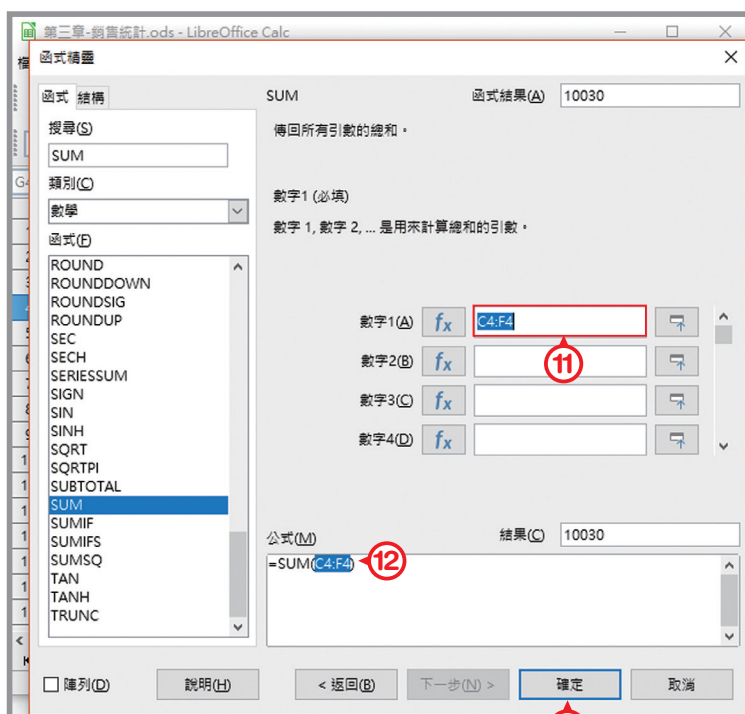 第三章-銷售統計.ods - LibreOffice Calc
函式精靈
函式 結構
SUM
函式結果(A) 10030
搜尋(S)
傳回所有引數的總和。
SUM
類別(C)
數字1 (必填)
數學
數字 1, 數字 2, ... 是用來計算總和的引數。
函式(F)
ROUND
ROUNDDOWN
ROUNDSIG
ROUNDUP
SEC
SECH
SERIESSUM
SIGN
SIN
SINH
SQRT
SQRTPI
SUBTOTAL
SUM
SUMIF
SUMIFS
SUMSQ
TAN
TANH
TRUNC
數字1(A) fx C4:F4
11
數字2(B) fx
數字3(C) fx
數字4(D) fx
公式(M)
結果(C) 10030
=SUM(C4:F4) 12
陣列(D) 說明(H) < 返回(B) 下一步(N) > 確定 取消